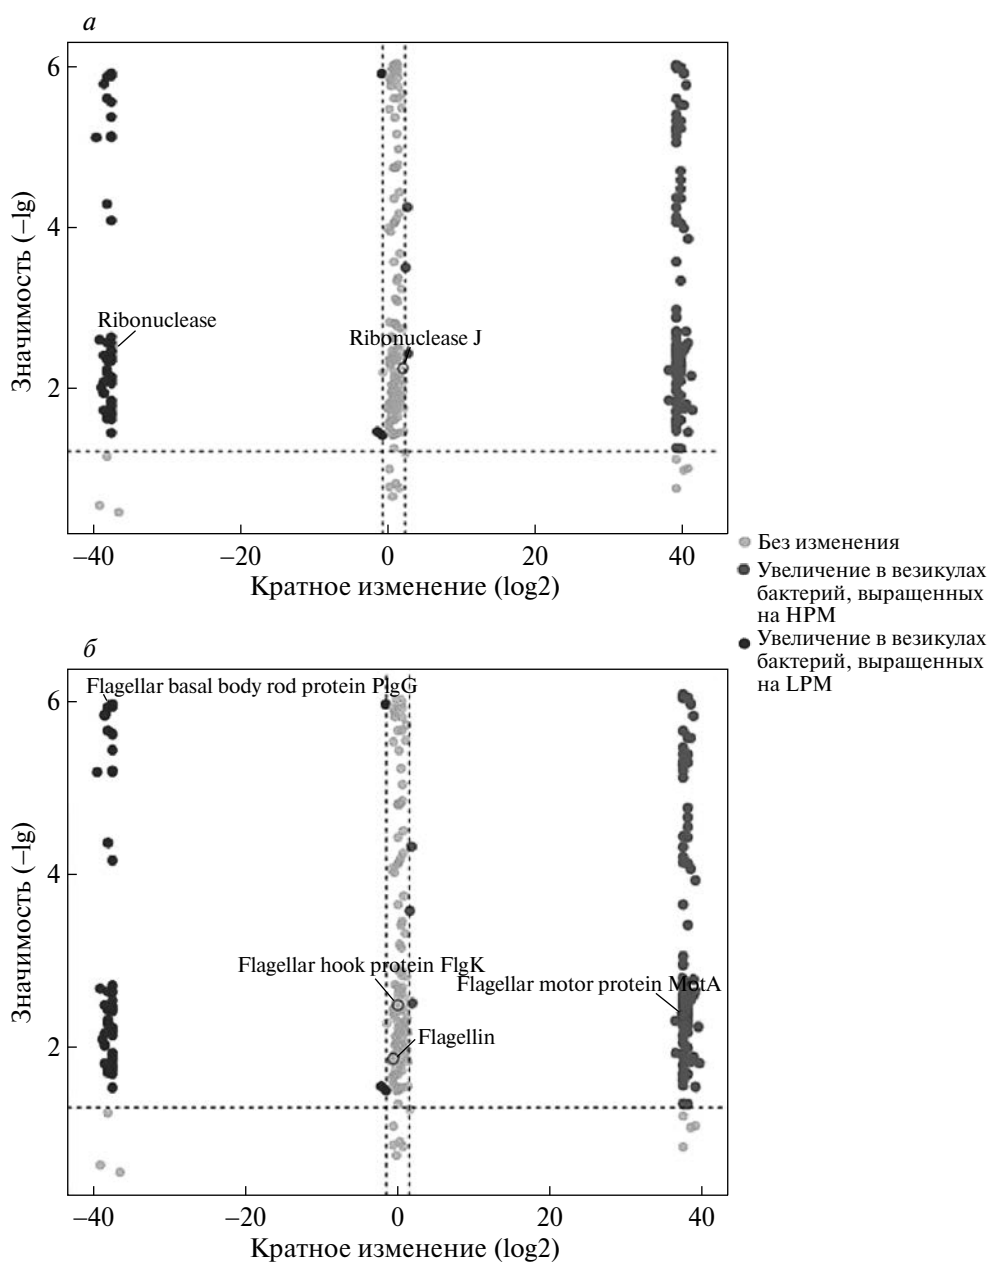 а
6
4
2
Значимость (–lg)
Ribonuclease
Ribonuclease J
–40
–20
0
20
40
Кратное изменение (log2)
Без изменения
Увеличение в везикулах
бактерий, выращенных
на HPM
Увеличение в везикулах
бактерий, выращенных
на LPM
б
6
4
2
Значимость (–lg)
Flagellar basal body rod protein PlgG
Flagellar hook protein FlgK
Flagellar motor protein MotA
Flagellin
–40
–20
0
20
40
Кратное изменение (log2)